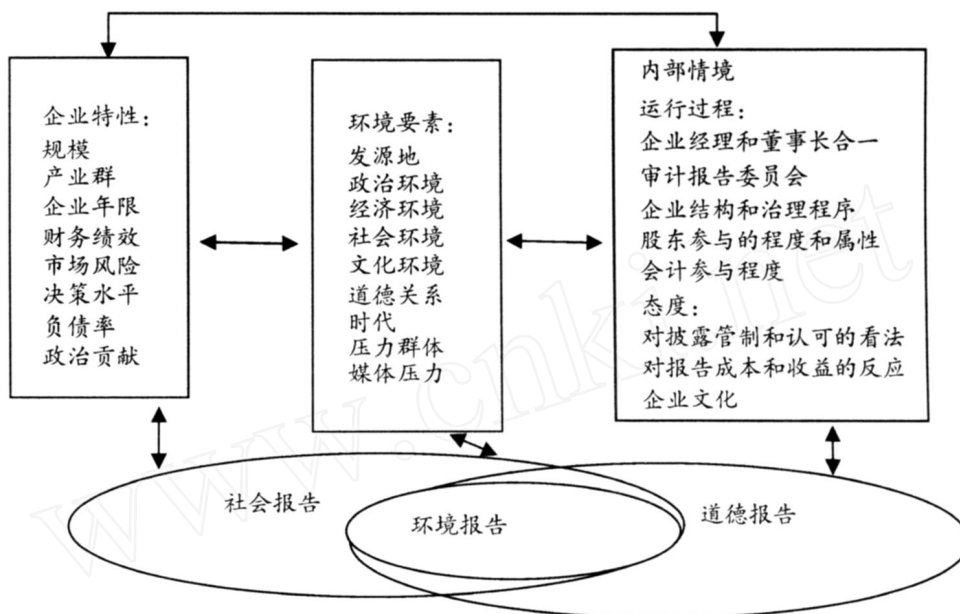 企业特性：
规模
产业群
企业年限
财务绩效
市场风险
决策水平
负债率
政治贡献
环境要素：
发源地
政治环境
经济环境
社会环境
文化环境
道德关系
时代
压力群体
媒体压力
内部情境
运行过程：
企业经理和董事长合一
审计报告委员会
企业结构和治理程序
股东参与的程度和属性
会计参与程度
态度：
对披露管制和认可的看法
对报告成本和收益的反应
企业文化
社会报告
环境报告
道德报告
www.cnki.net